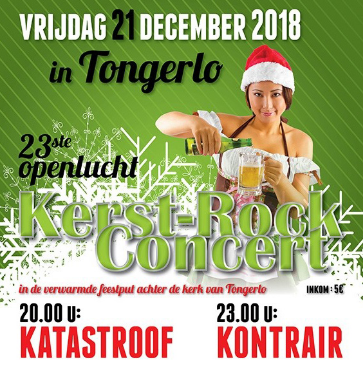 VRIJDAG 21 DECEMBER 2018
in Tongerlo
23ste
openlucht
Kerst-Rock
Concert
in de verwarmde feestput achter de kerk van Tongerlo
INKOM : 5€
20.00 U:
KATASTROOF
23.00 U:
KONTRAIR